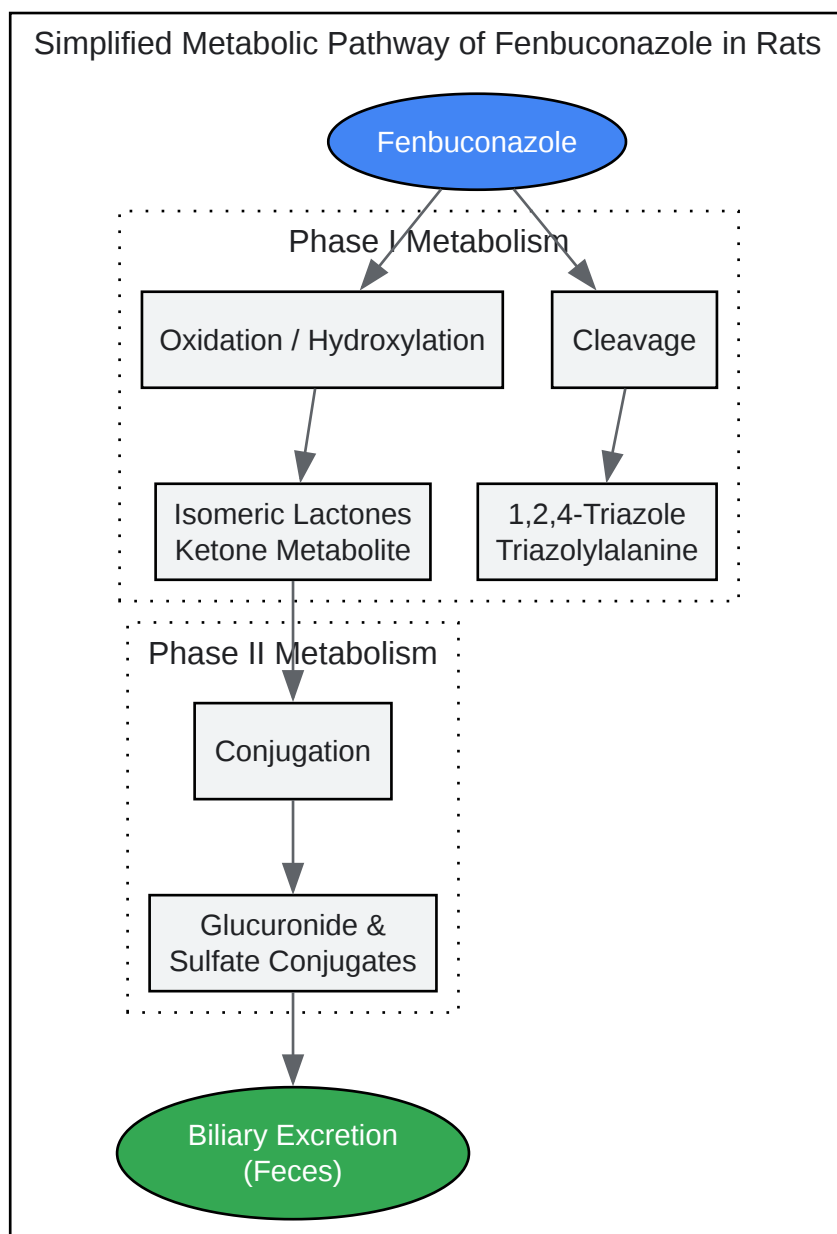 Simplified Metabolic Pathway of Fenbuconazole in Rats
Fenbuconazole
Phase I Metabolism
Oxidation / Hydroxylation
Cleavage
Isomeric Lactones
Ketone Metabolite
1,2,4-Triazole
Triazolylalanine
Phase II Metabolism
Conjugation
Glucuronide &
Sulfate Conjugates
Biliary Excretion
(Feces)